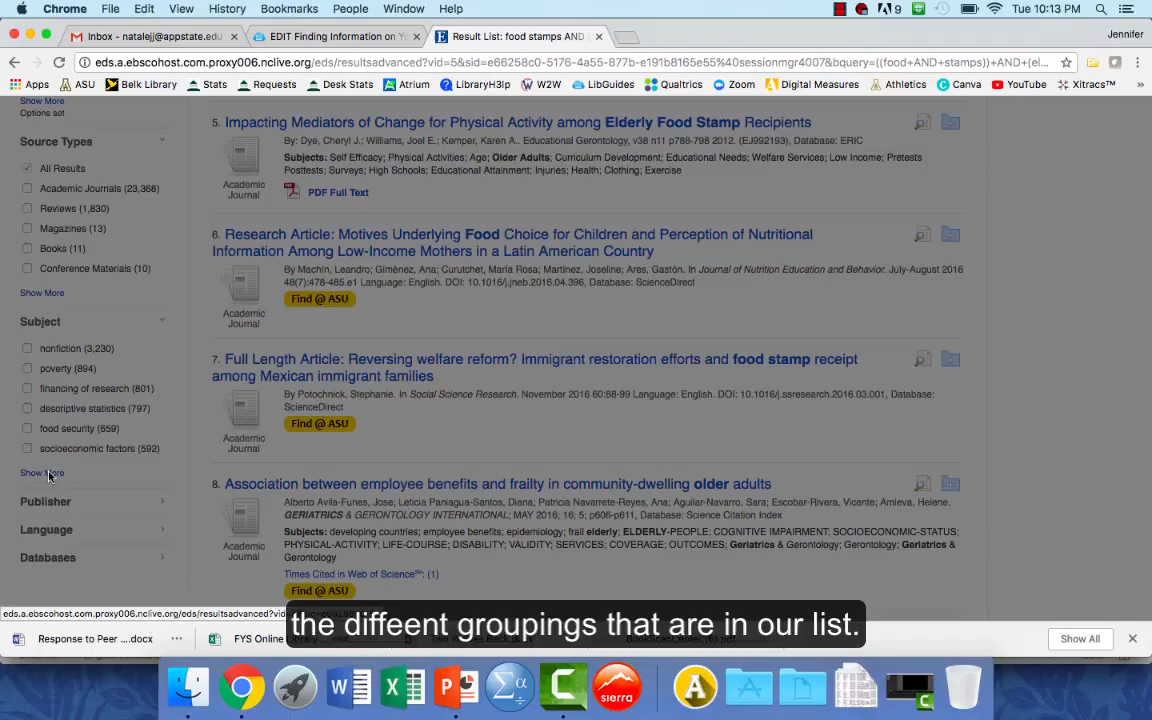 Chrome File Edit View History Bookmarks People Window Help 9 Tue 10:13 PM
Inbox - natalejj@appstate.edu EDIT Finding Information on Yo Result List: food stamps AND Jennifer
eds.a.ebscohost.com.proxy006.nclive.org/eds/resultsadvanced?vid=5&sid=e66258c0-5176-4a55-877b-e191b8165e55%40sessionmgr4007&bquery=((food+AND+stamps))+AND+(el...
Apps ASU Belk Library Stats Requests Desk Stats Atrium LibraryH3lp W2W LibGuides Qualtrics Zoom Digital Measures Athletics Canva YouTube Xitracs™ »
Show More
Options set
Source Types
All Results
Academic Journals (23,368)
Reviews (1,830)
Magazines (13)
Books (11)
Conference Materials (10)
Show More
Subject
nonfiction (3,230)
poverty (894)
financing of research (801)
descriptive statistics (797)
food security (659)
socioeconomic factors (592)
Show More
Publisher
Language
Databases
5. Impacting Mediators of Change for Physical Activity among Elderly Food Stamp Recipients
By: Dye, Cheryl J.; Williams, Joel E.; Kemper, Karen A.. Educational Gerontology, v38 n11 p788-798 2012. (EJ992193), Database: ERIC
Subjects: Self Efficacy; Physical Activities; Age; Older Adults; Curriculum Development; Educational Needs; Welfare Services; Low Income; Pretests
Posttests; Surveys; High Schools; Educational Attainment; Injuries; Health; Clothing; Exercise
Academic
Journal
PDF Full Text
6. Research Article: Motives Underlying Food Choice for Children and Perception of Nutritional
Information Among Low-Income Mothers in a Latin American Country
By Machín, Leandro; Giménez, Ana; Curutchet, Maria Rosa; Martínez, Joseline; Ares, Gastón. In Journal of Nutrition Education and Behavior. July-August 2016
48(7):478-485.e1 Language: English. DOI: 10.1016/j.jneb.2016.04.396, Database: ScienceDirect
Find @ ASU
Academic
Journal
7. Full Length Article: Reversing welfare reform? Immigrant restoration efforts and food stamp receipt
among Mexican immigrant families
By Potochnick, Stephanie. In Social Science Research. November 2016 60:88-99 Language: English. DOI: 10.1016/j.ssresearch.2016.03.001, Database:
ScienceDirect
Find @ ASU
Academic
Journal
8. Association between employee benefits and frailty in community-dwelling older adults
Alberto Avila-Funes, Jose; Leticia Paniagua-Santos, Diana; Patricia Navarrete-Reyes, Ana; Aguilar-Navarro, Sara; Escobar-Rivera, Vicente; Amieva, Helene.
GERIATRICS & GERONTOLOGY INTERNATIONAL; MAY 2016; 16; 5; p606-p611, Database: Science Citation Index
Subjects: developing countries; employee benefits; epidemiology; frail elderly; ELDERLY-PEOPLE; COGNITIVE IMPAIRMENT; SOCIOECONOMIC-STATUS;
PHYSICAL-ACTIVITY; LIFE-COURSE; DISABILITY; VALIDITY; SERVICES; COVERAGE; OUTCOMES; Geriatrics & Gerontology; Gerontology; Geriatrics &
Gerontology
Academic
Journal
Times Cited in Web of Science℠: (1)
Find @ ASU
eds.a.ebscohost.com.proxy006.nclive.org/eds/resultsadvanced?vid
the diffeent groupings that are in our list.
Response to Peer ....docx FYS Online Show All
sierra